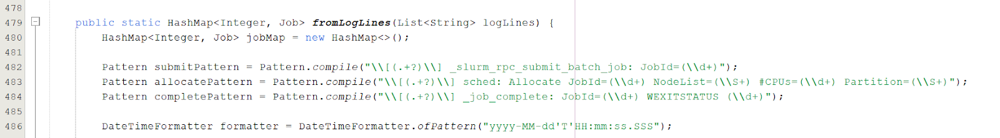 478
479 public static HashMap<Integer, Job> fromLogLines(List<String> logLines) {
480 HashMap<Integer, Job> jobMap = new HashMap<>();
481
482 Pattern submitPattern = Pattern.compile("\\[(.+?)\\] _slurm_rpc_submit_batch_job: JobId=(\\d+)");
483 Pattern allocatePattern = Pattern.compile("\\[(.+?)\\] sched: Allocate JobId=(\\d+) NodeList=(\\S+) #CPUs=(\\d+) Partition=(\\S+)");
484 Pattern completePattern = Pattern.compile("\\[(.+?)\\] _job_complete: JobId=(\\d+) WEXITSTATUS (\\d+)");
485
486 DateTimeFormatter formatter = DateTimeFormatter.ofPattern("yyyy-MM-dd'T'HH:mm:ss.SSS");